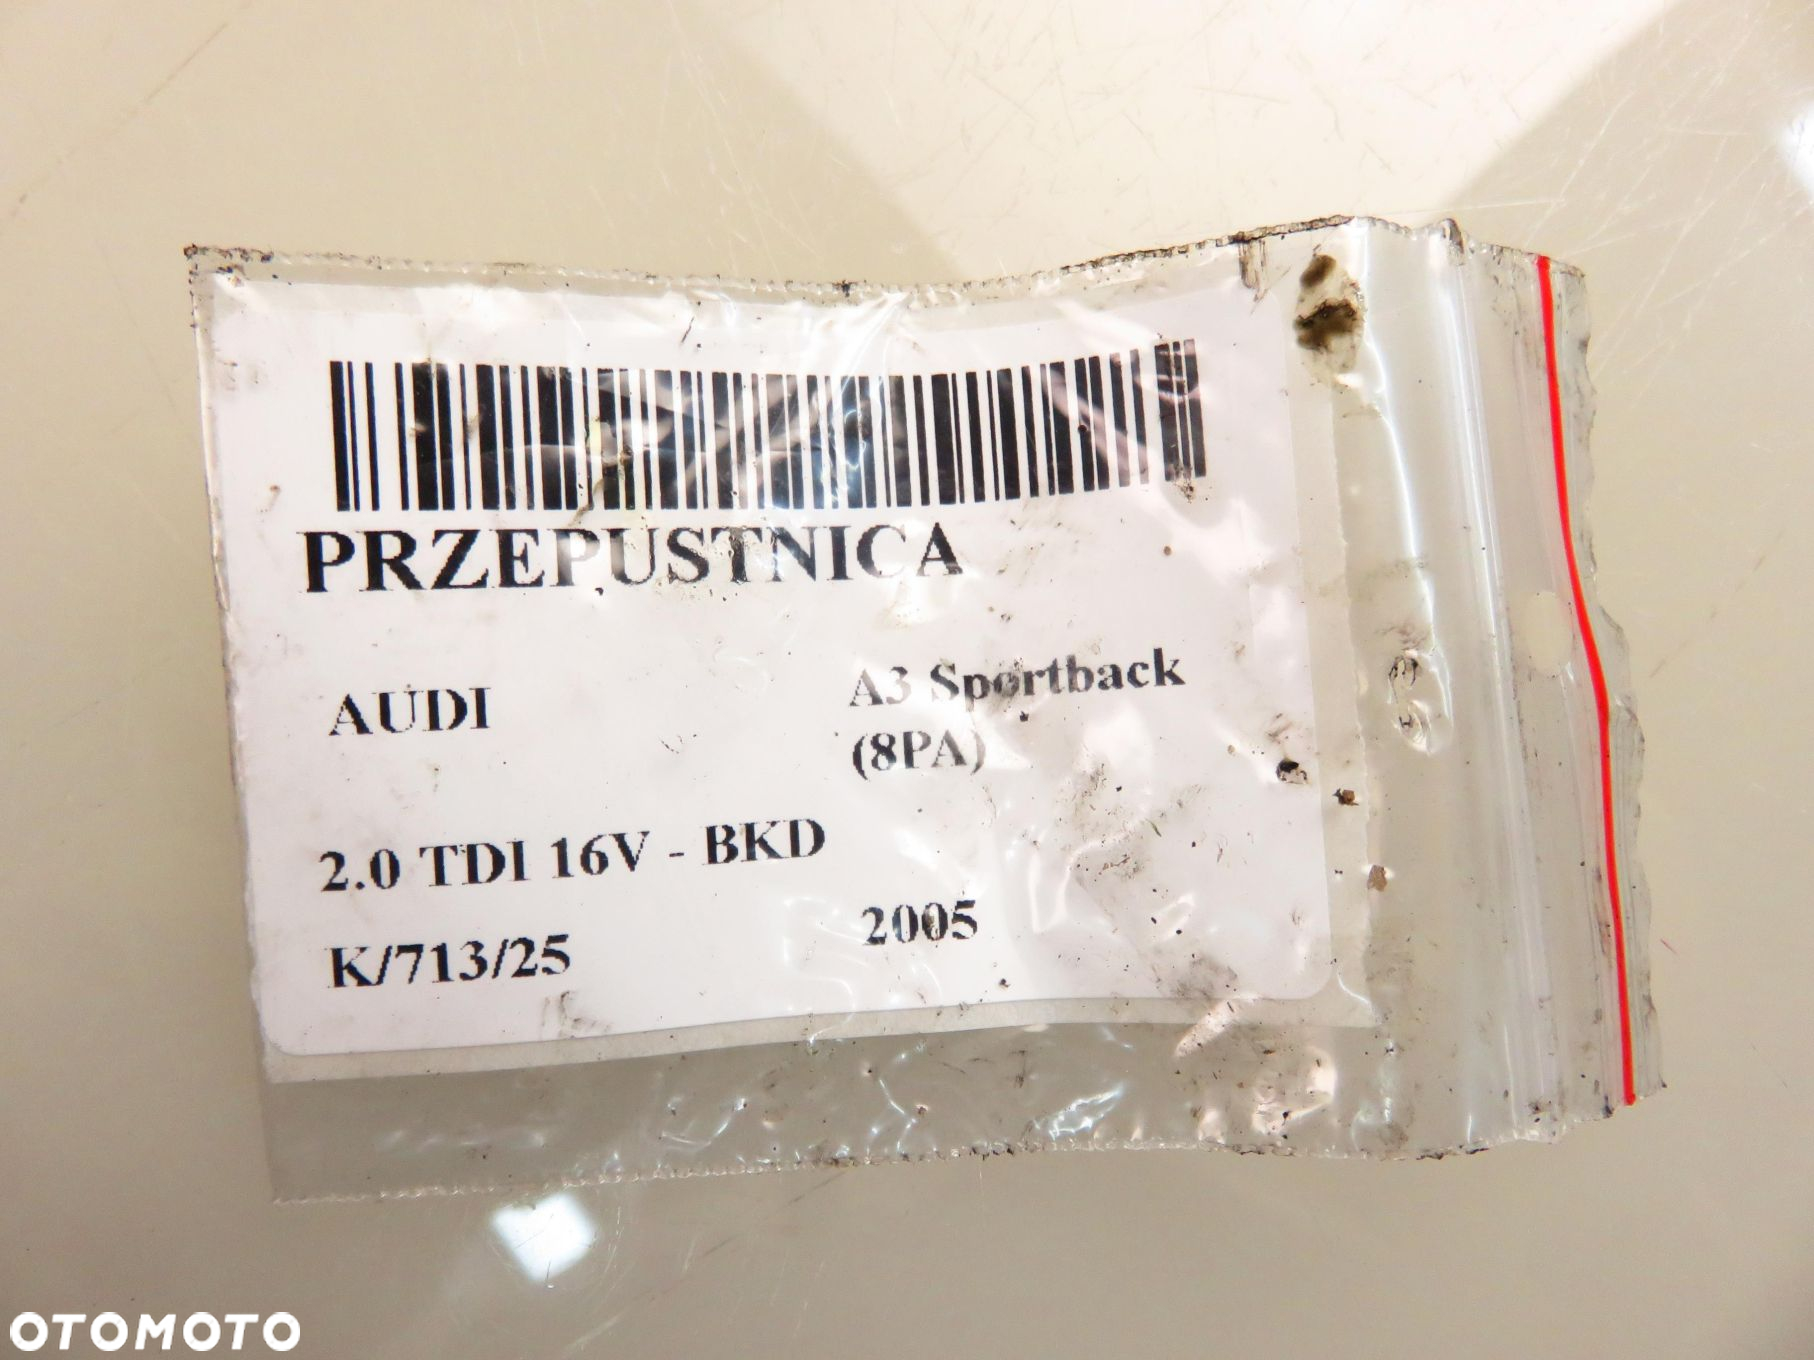 PRZEPUSTNICA
AUDI
A3 Sportback
(8PA)
2.0 TDI 16V - BKD
K/713/25
2005
OTOMOTO